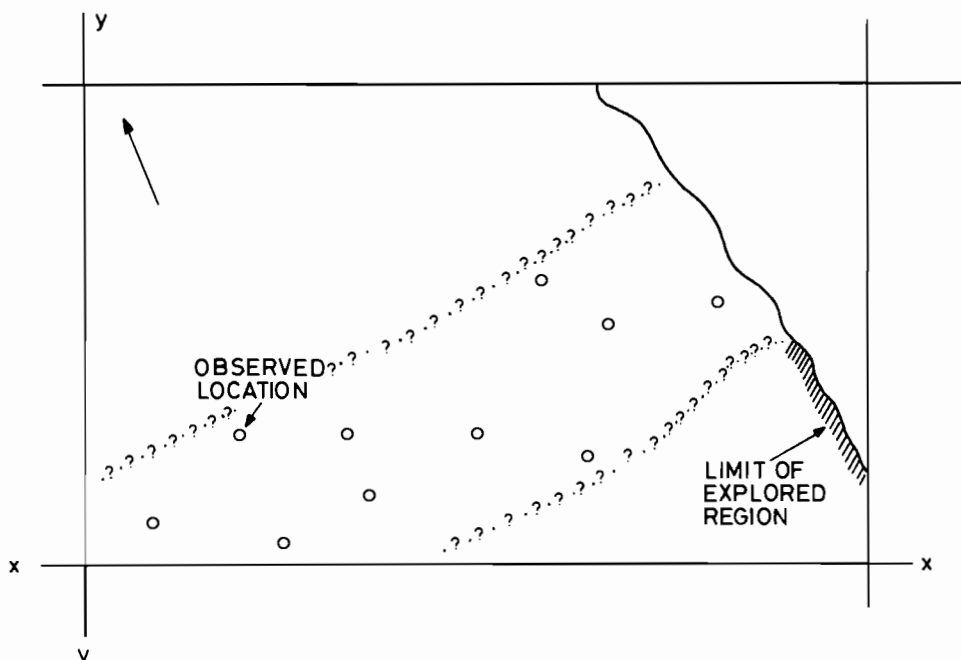 y
OBSERVED
LOCATION
LIMIT OF
EXPLORED
REGION
x
x
y